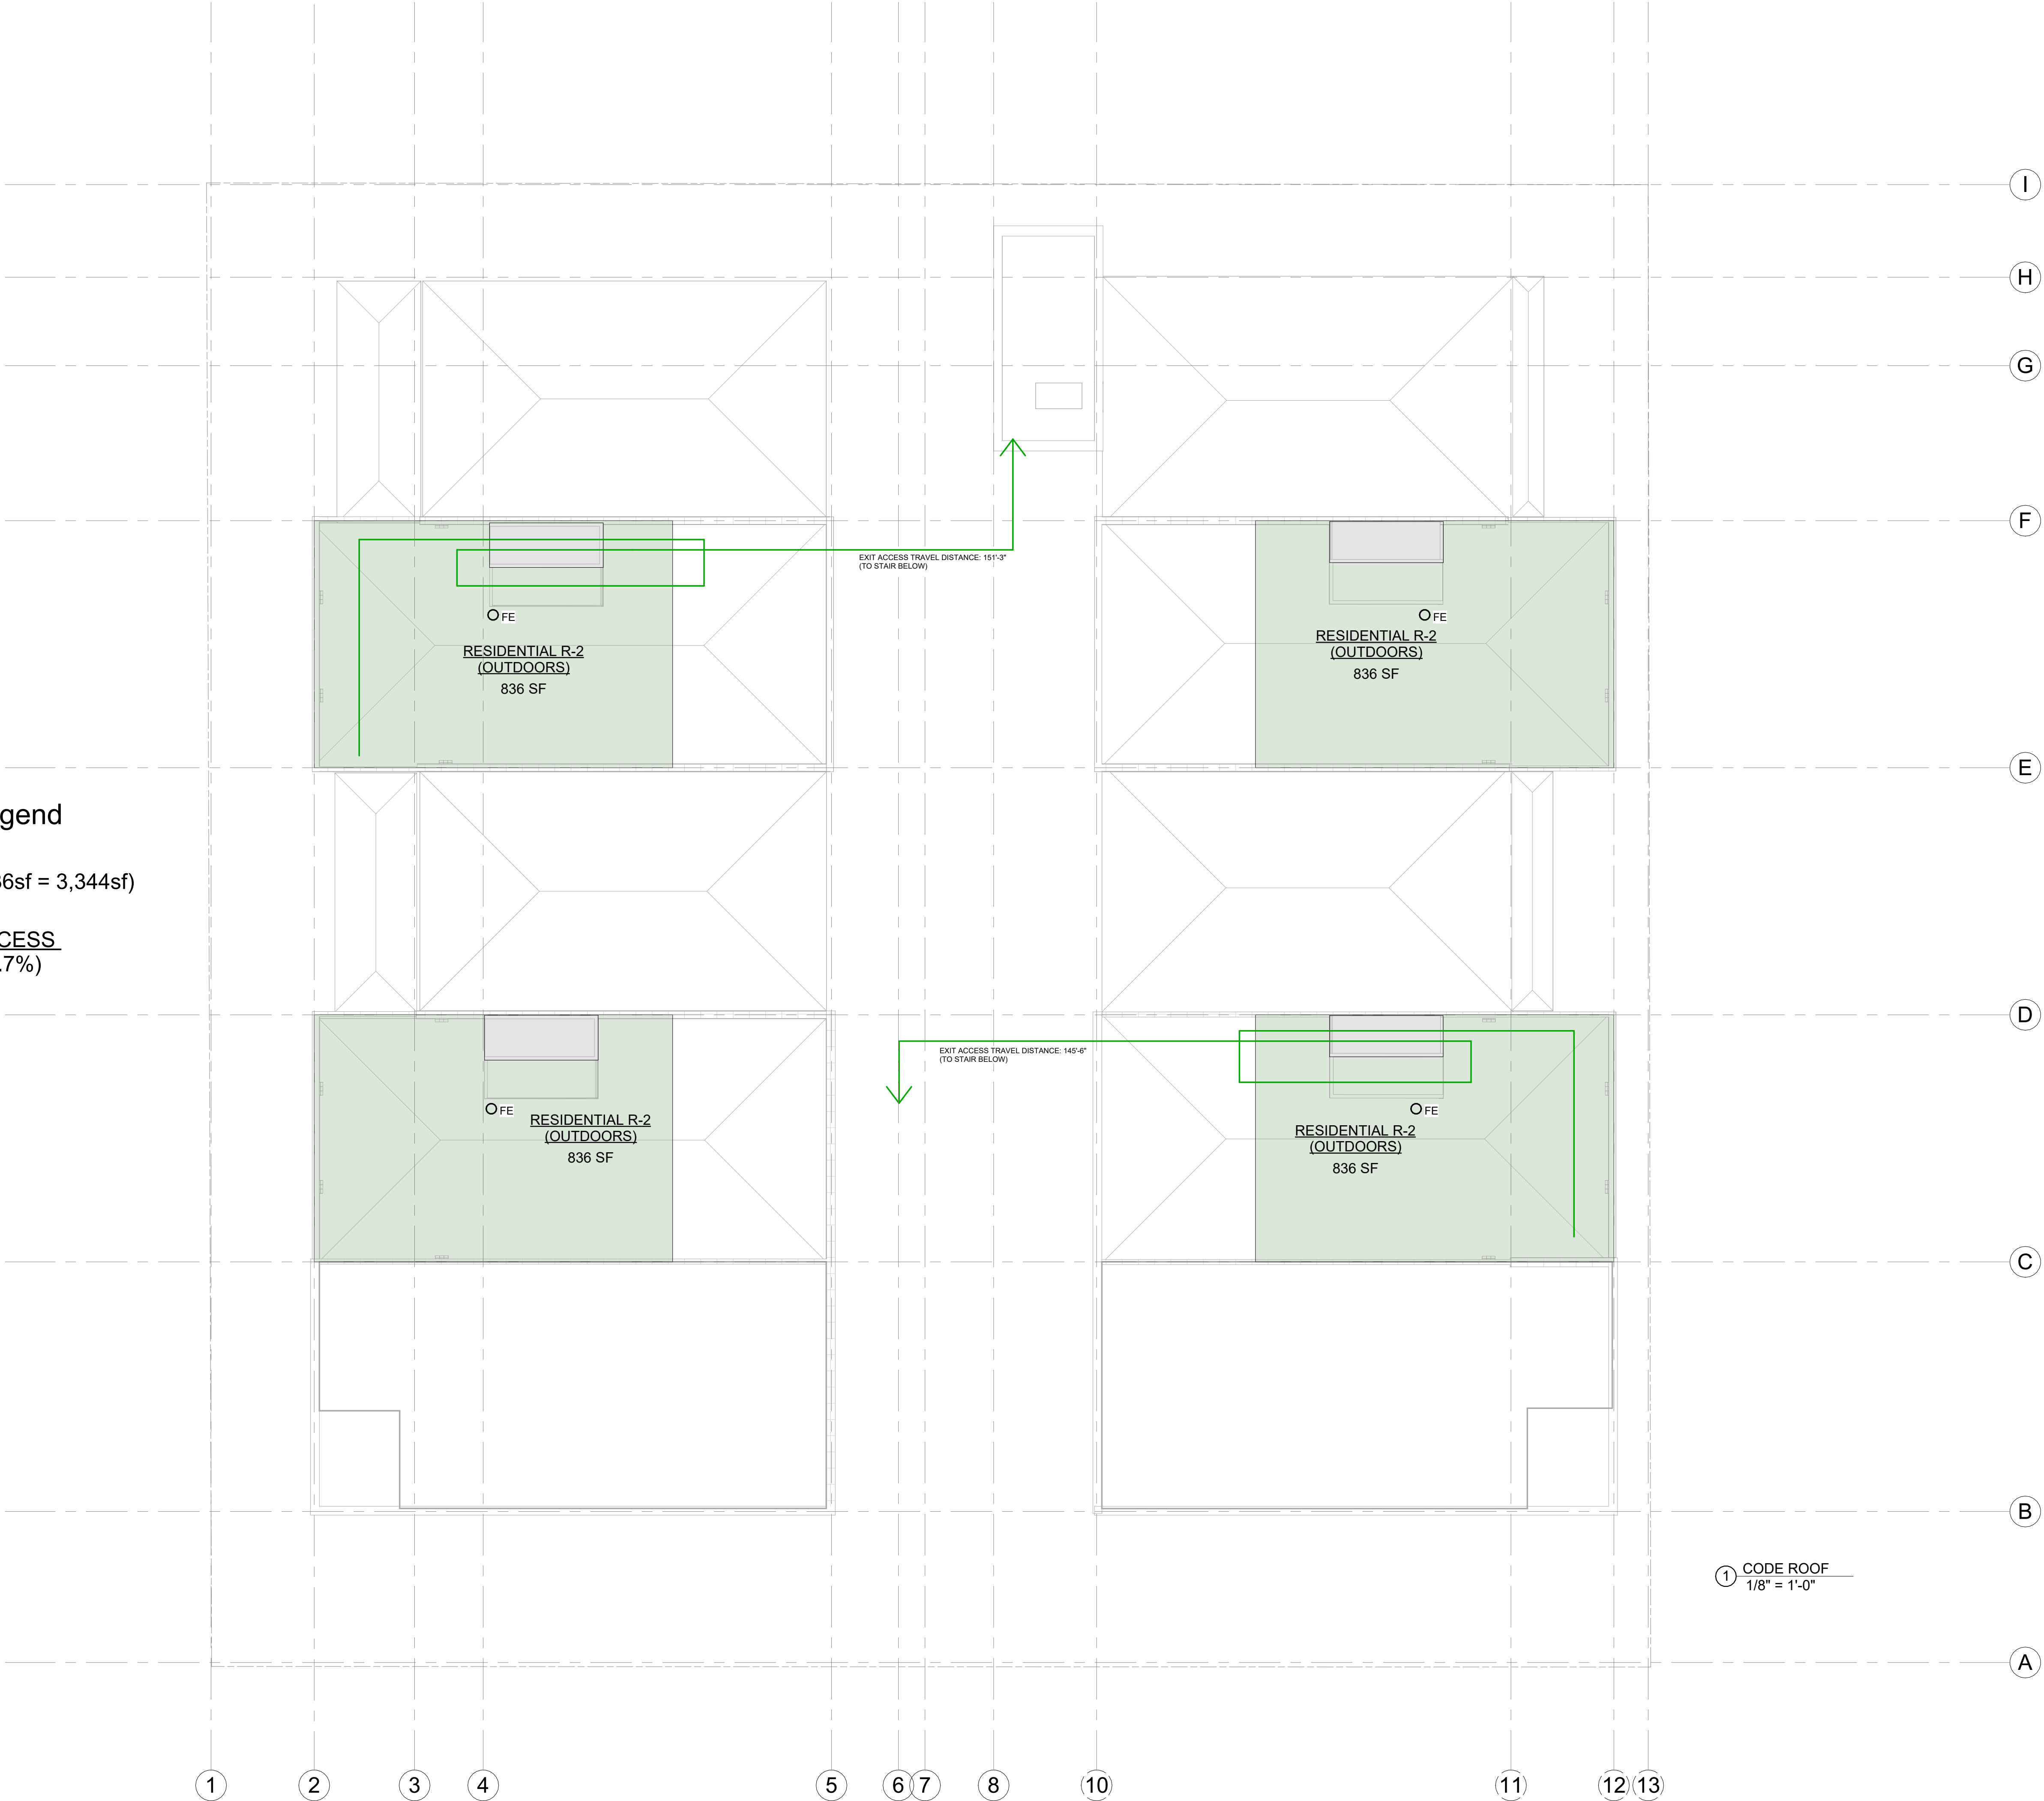 I
H
G
F
EXIT ACCESS TRAVEL DISTANCE: 151'-3"
(TO STAIR BELOW)
FE
RESIDENTIAL R-2
(OUTDOORS)
836 SF
FE
RESIDENTIAL R-2
(OUTDOORS)
836 SF
E
gend
6sf = 3,344sf)
CESS
.7%)
D
EXIT ACCESS TRAVEL DISTANCE: 145'-6"
(TO STAIR BELOW)
FE
RESIDENTIAL R-2
(OUTDOORS)
836 SF
FE
RESIDENTIAL R-2
(OUTDOORS)
836 SF
C
B
1 CODE ROOF
1/8" = 1'-0"
A
1 2 3 4 5 6 7 8 10 11 12 13